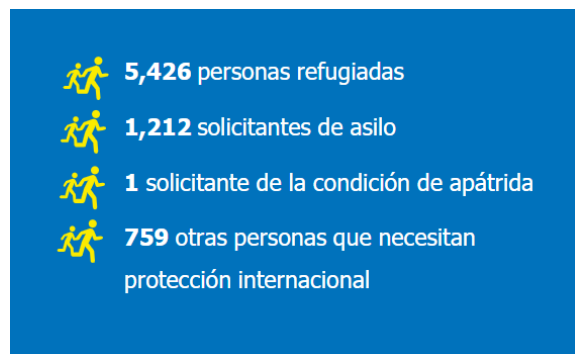 5,426 personas refugiadas
1,212 solicitantes de asilo
1 solicitante de la condición de apátrida
759 otras personas que necesitan
protección internacional